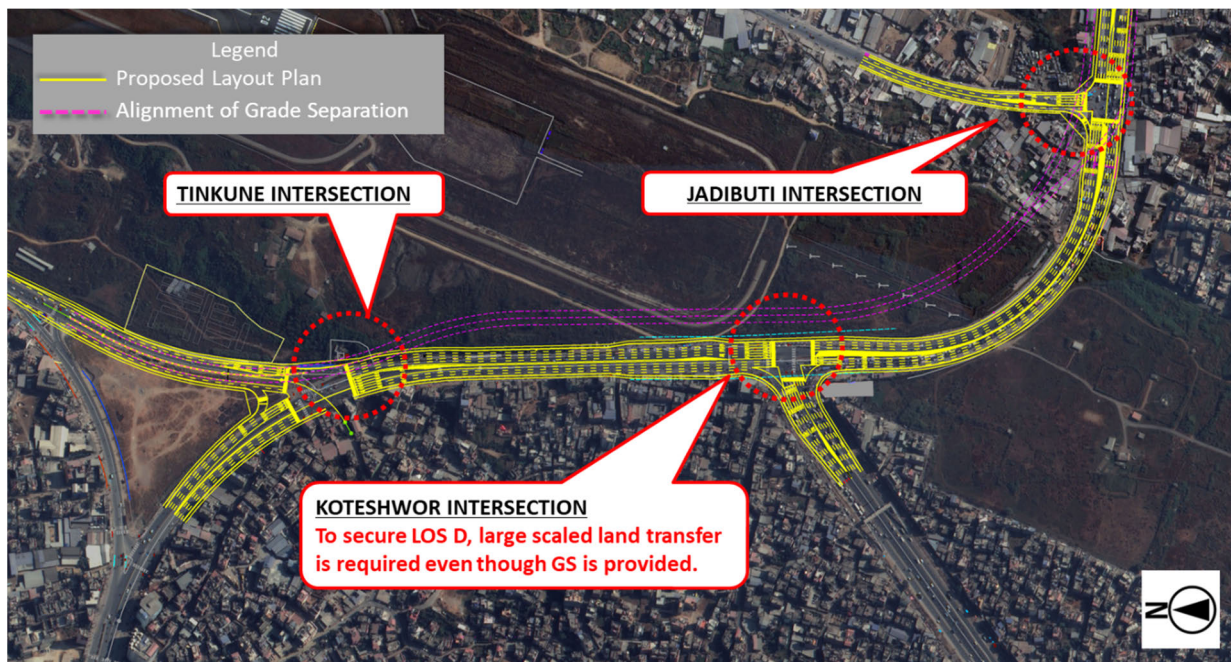 Legend
Proposed Layout Plan
Alignment of Grade Separation
TINKUNE INTERSECTION
JADIBUTI INTERSECTION
KOTESHWOR INTERSECTION
To secure LOS D, large scaled land transfer
is required even though GS is provided.
N